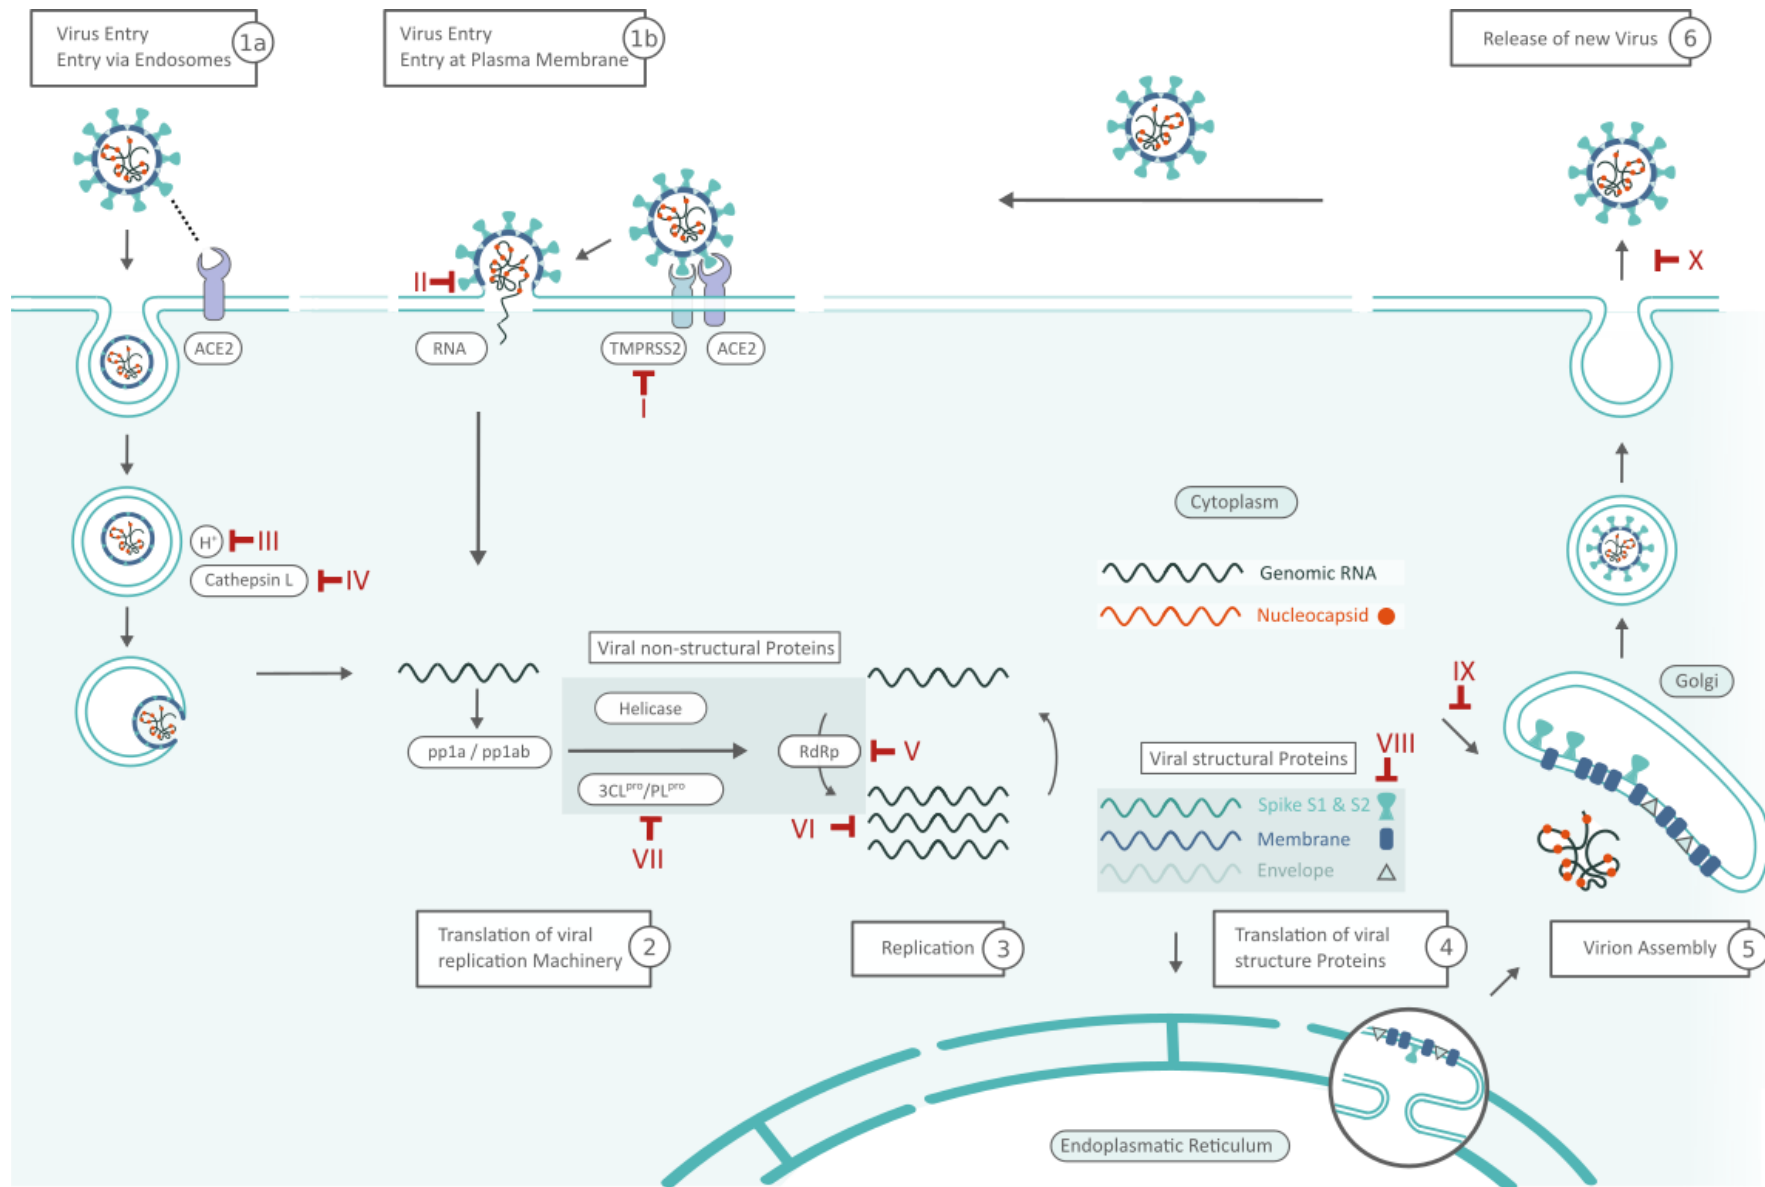 Virus Entry
Entry via Endosomes
1a
Virus Entry
Entry at Plasma Membrane
1b
Release of new Virus
6
II
X
ACE2
RNA
TMPRSS2
ACE2
I
H+
III
Cathepsin L
IV
Cytoplasm
Genomic RNA
Nucleocapsid
Viral non-structural Proteins
Helicase
pp1a / pp1ab
RdRp
V
3CLpro/PLpro
VI
VII
IX
Golgi
VIII
Viral structural Proteins
Spike S1 & S2
Membrane
Envelope
Translation of viral
replication Machinery
2
Replication
3
Translation of viral
structure Proteins
4
Virion Assembly
5
Endoplasmatic Reticulum